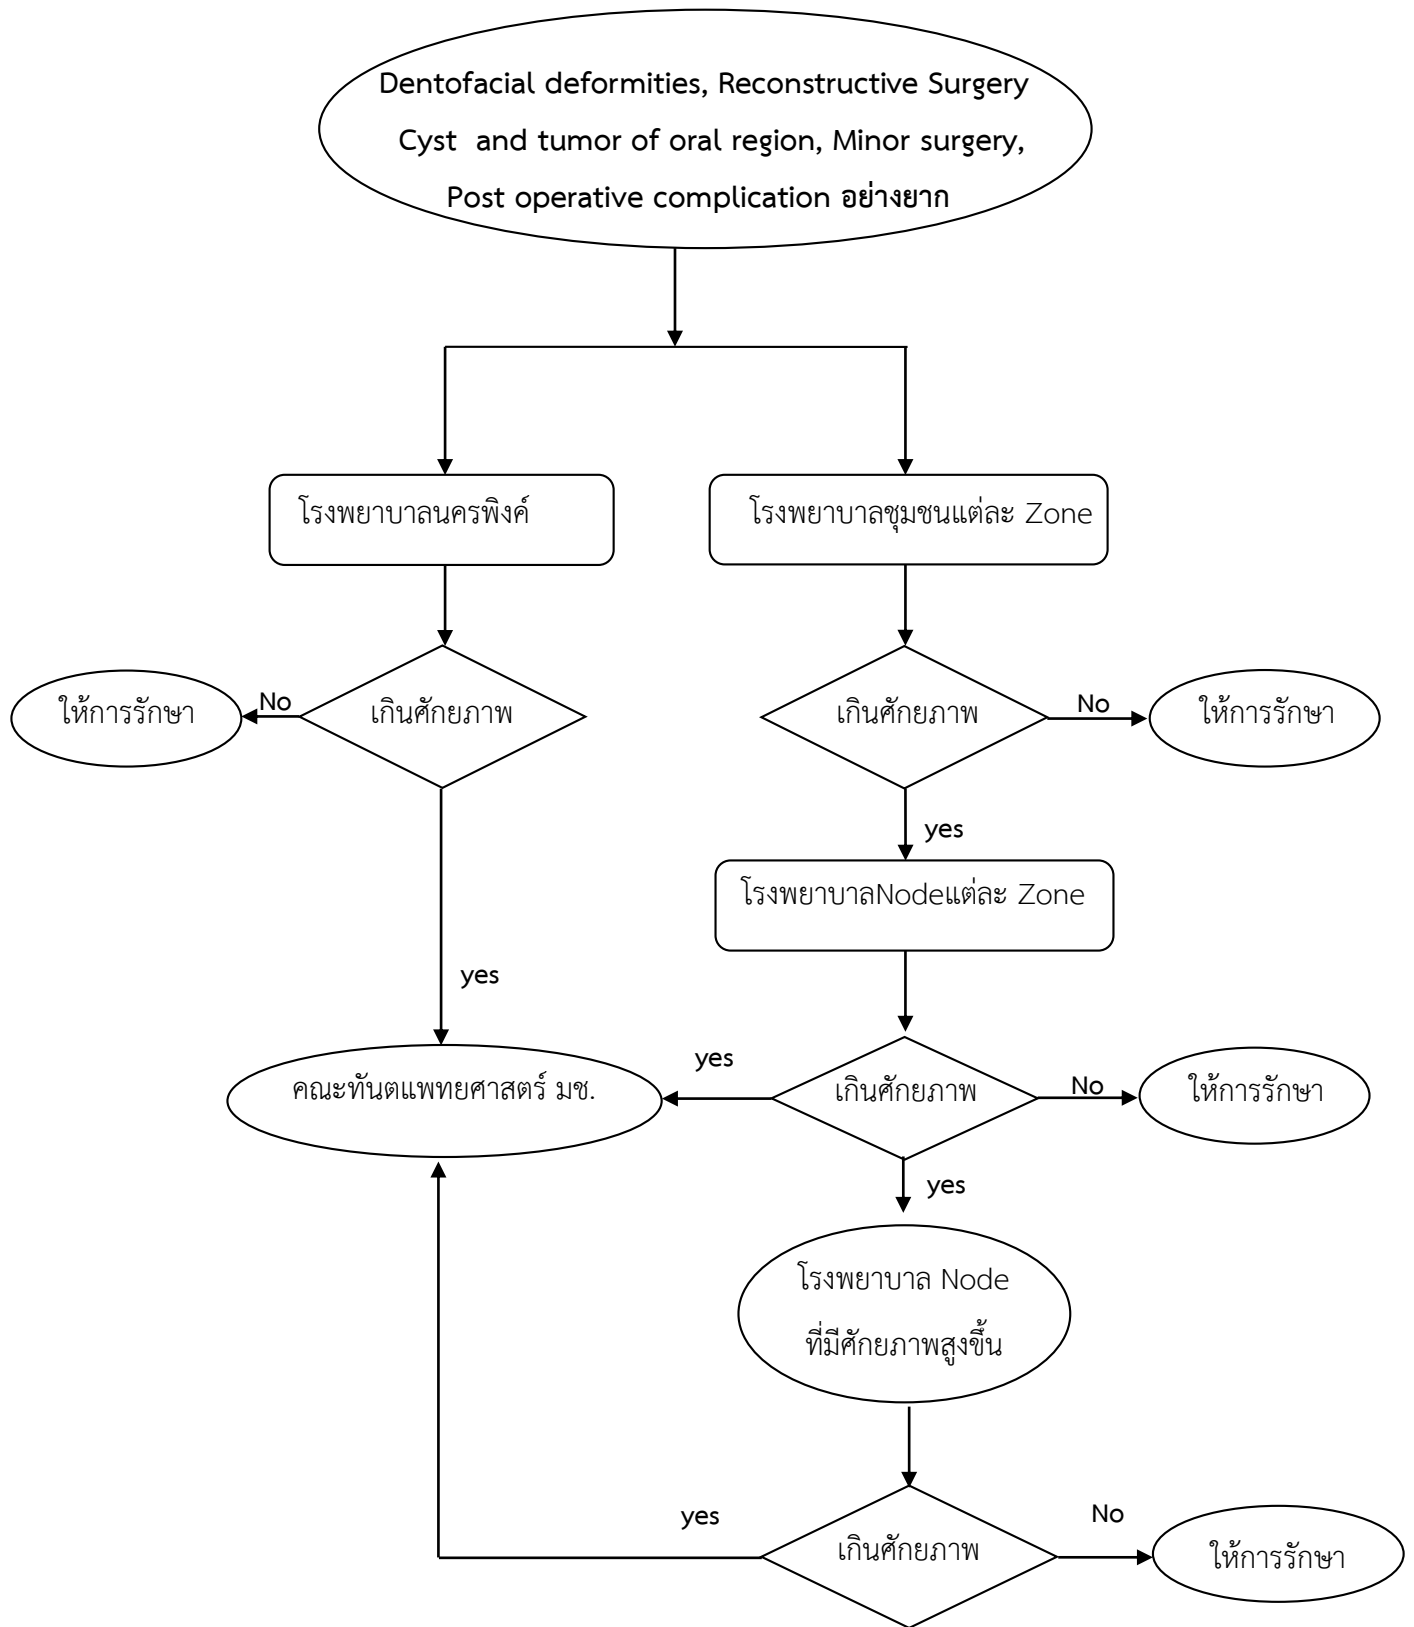 Dentofacial deformities, Reconstructive Surgery
Cyst and tumor of oral region, Minor surgery,
Post operative complication อย่างยาก
โรงพยาบาลนครพิงค์
โรงพยาบาลชุมชนแต่ละ Zone
ให้การรักษา
No
เกินศักยภาพ
เกินศักยภาพ
No
ให้การรักษา
yes
โรงพยาบาลNodeแต่ละ Zone
yes
คณะทันตแพทยศาสตร์ มช.
yes
เกินศักยภาพ
No
ให้การรักษา
yes
โรงพยาบาล Node
ที่มีศักยภาพสูงขึ้น
yes
เกินศักยภาพ
No
ให้การรักษา